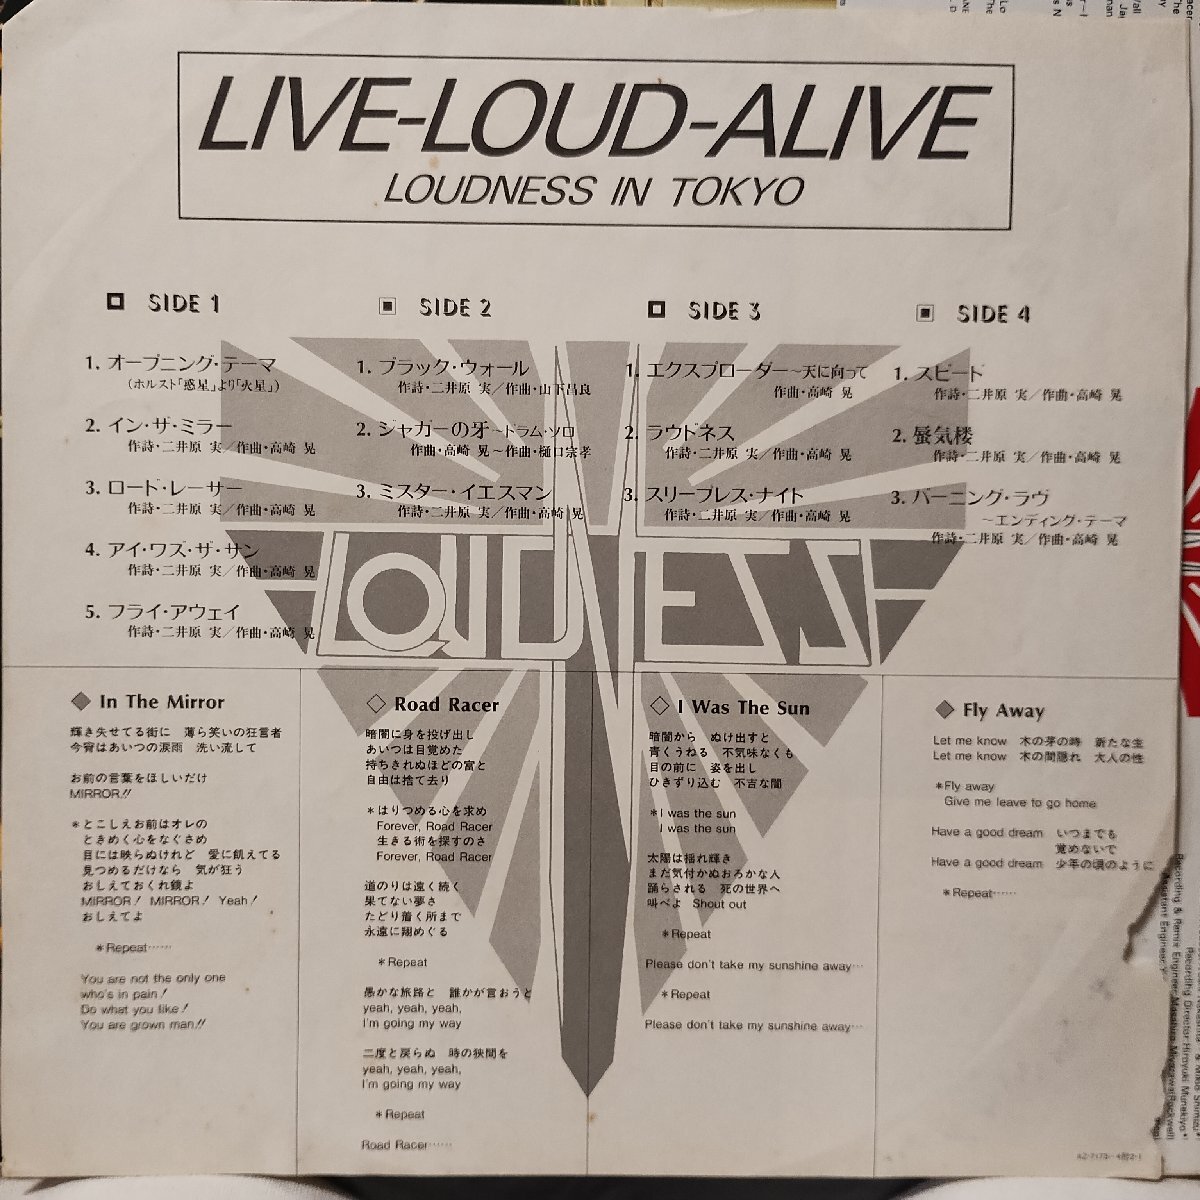 LIVE-LOUD-ALIVE
LOUDNESS IN TOKYO
SIDE 1
1. オープニング・テーマ
(ホルスト「惑星」より「火星」)
2. イン・ザ・ミラー
作詩・二井原 実／作曲・高崎 晃
3. ロード・レーサー
作詩・二井原 実／作曲・高崎 晃
4. アイ・ワズ・ザ・サン
作詩・二井原 実／作曲・高崎 晃
5. フライ・アウェイ
作詩・二井原 実／作曲・高崎 晃
SIDE 2
1. ブラック・ウォール
作詩・二井原 実／作曲・山下昌良
2. ジャガーの牙～ドラム・ソロ
作曲・高崎 晃～作曲・樋口宗孝
3. ミスター・イエスマン
作詩・二井原 実／作曲・高崎 晃
SIDE 3
1. エクスプローダー～天に向って
作曲・高崎 晃
2. ラウドネス
作詩・二井原 実／作曲・高崎 晃
3. スリープレス・ナイト
作詩・二井原 実／作曲・高崎 晃
SIDE 4
1. スピード
作詩・二井原 実／作曲・高崎 晃
2. 蜃気楼
作詩・二井原 実／作曲・高崎 晃
3. バーニング・ラヴ
～エンディング・テーマ
作詩・二井原 実／作曲・高崎 晃
LOUDNESS
◆ In The Mirror
輝き失せてる街に 薄ら笑いの狂言者
今宵はあいつの涙雨 洗い流して
お前の言葉をほしいだけ
MIRROR!!
＊とこしえお前はオレの
ときめく心をなぐさめ
目には映らぬけれど 愛に飢えてる
見つめるだけなら 気が狂う
おしえておくれ鏡よ
MIRROR! MIRROR! Yeah!
おしえてよ
＊Repeat……
You are not the only one
who's in pain!
Do what you like!
You are grown man!!
◇ Road Racer
暗闇に身を投げ出し
あいつは目覚めた
持ちきれぬほどの富と
自由は捨て去り
＊はりつめる心を求め
Forever, Road Racer
生きる術を探すのさ
Forever, Road Racer
道のりは遠く続く
果てない夢さ
たどり着く所まで
永遠に翔めぐる
＊Repeat
愚かな旅路と 誰かが言おうと
yeah, yeah, yeah,
I'm going my way
二度と戻らぬ 時の狭間を
yeah, yeah, yeah,
I'm going my way
＊Repeat
Road Racer……
◇ I Was The Sun
暗闇から ぬけ出すと
青くうねる 不気味なくも
目の前に 姿を出し
ひきずり込む 不吉な闇
＊I was the sun
I was the sun
太陽は揺れ輝き
まだ気付かぬおろかな人
踊らされる 死の世界へ
叫べよ Shout out
＊Repeat
Please don't take my sunshine away…
＊Repeat
Please don't take my sunshine away…
◆ Fly Away
Let me know 木の芽の時 新たな生
Let me know 木の間隠れ 大人の性
＊Fly away
Give me leave to go home
Have a good dream いつまでも
覚めないで
Have a good dream 少年の頃のように
＊Repeat……